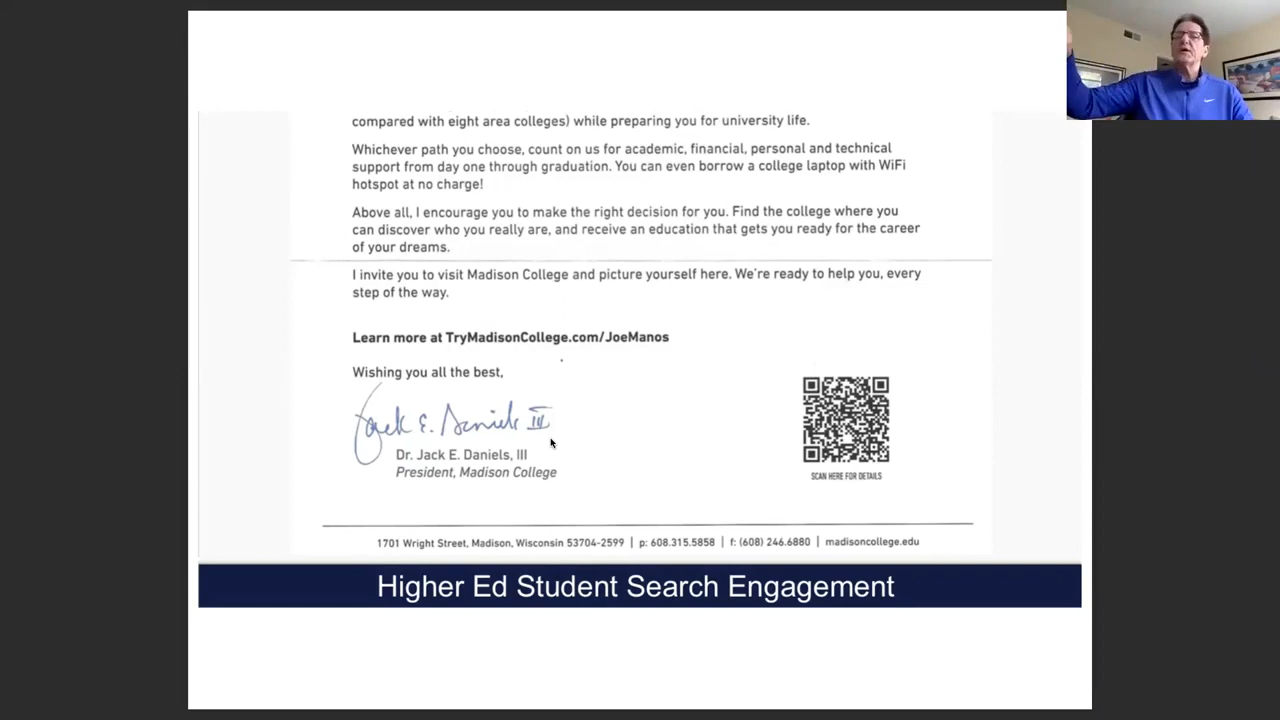 compared with eight area colleges) while preparing you for university life.
Whichever path you choose, count on us for academic, financial, personal and technical
support from day one through graduation. You can even borrow a college laptop with WiFi
hotspot at no charge!
Above all, I encourage you to make the right decision for you. Find the college where you
can discover who you really are, and receive an education that gets you ready for the career
of your dreams.
I invite you to visit Madison College and picture yourself here. We're ready to help you, every
step of the way.
Learn more at TryMadisonCollege.com/JoeManos
Wishing you all the best,
Jack E. Daniels III
Dr. Jack E. Daniels, III
President, Madison College
SCAN HERE FOR DETAILS
1701 Wright Street, Madison, Wisconsin 53704-2599 | p: 608.315.5858 | f: (608) 246.6880 | madisoncollege.edu
Higher Ed Student Search Engagement